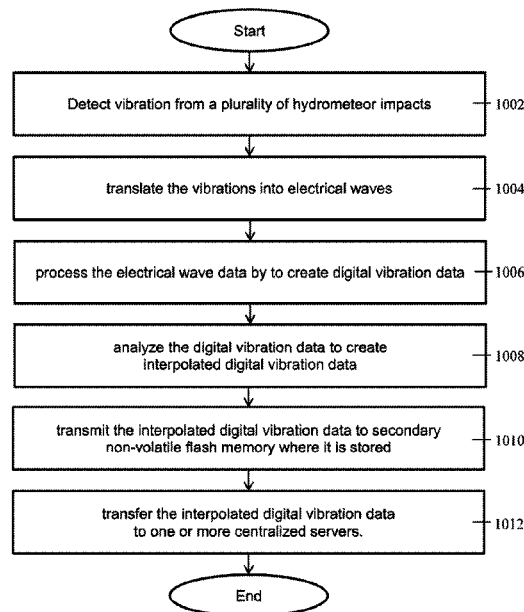 Start
Detect vibration from a plurality of hydrometeor impacts
1002
translate the vibrations into electrical waves
1004
process the electrical wave data by to create digital vibration data
1006
analyze the digital vibration data to create
interpolated digital vibration data
1008
transmit the interpolated digital vibration data to secondary
non-volatile flash memory where it is stored
1010
transfer the interpolated digital vibration data
to one or more centralized servers.
1012
End